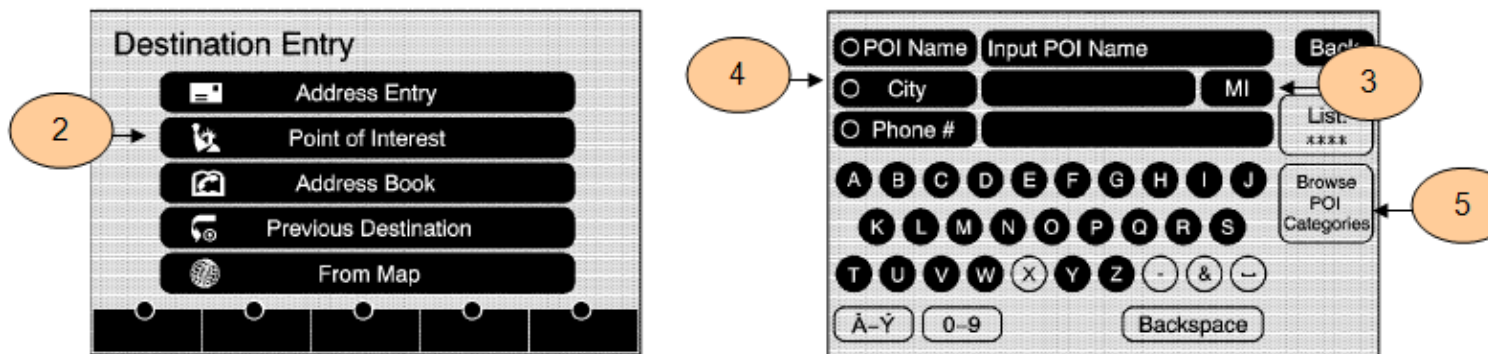 Destination Entry
2
Address Entry
Point of Interest
Address Book
Previous Destination
From Map
4
3
5
POI Name Input POI Name Back
City MI
Phone #
List:
****
A B C D E F G H I J
Browse
POI
Categories
K L M N O P Q R S
T U V W X Y Z - & ⎵
Ā-Ý 0-9 Backspace